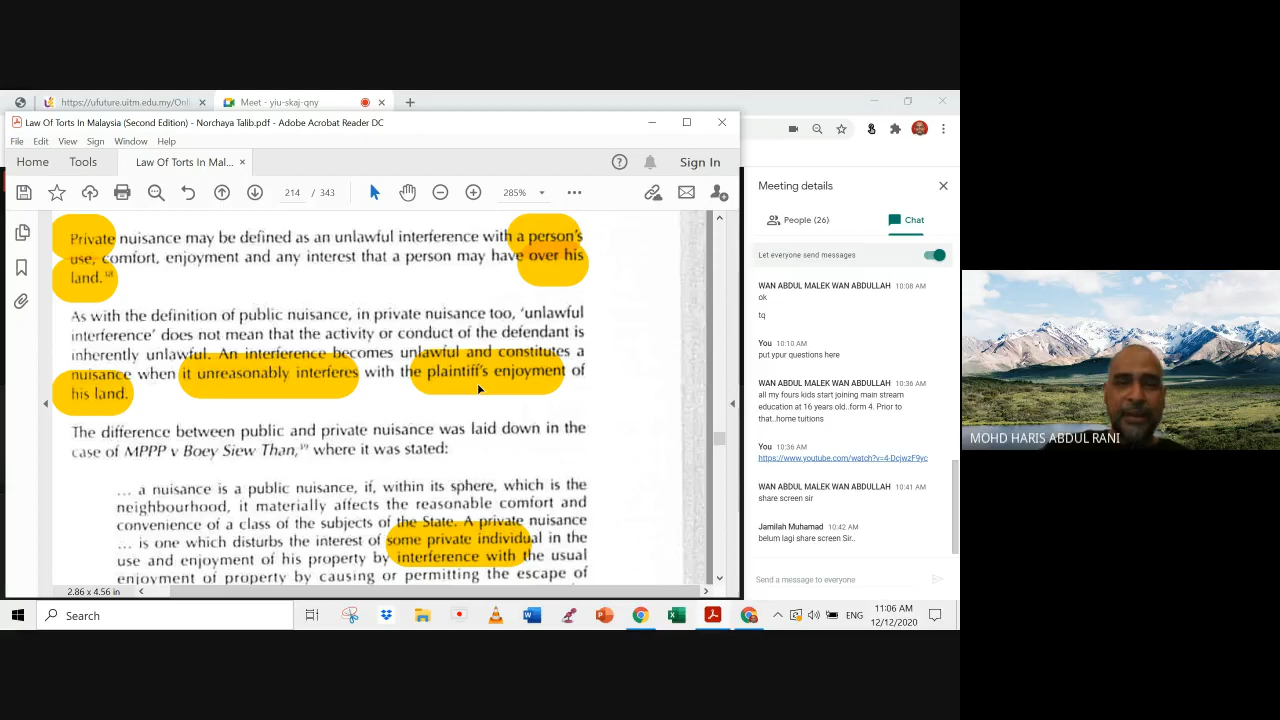 https://ufuture.uitm.edu.my/Onli
Meet - yiu-skaj-qny
Law Of Torts In Malaysia (Second Edition) - Norchaya Talib.pdf - Adobe Acrobat Reader DC
File Edit View Sign Window Help
Home Tools Law Of Torts In Mal... Sign In
214 / 343 285%
Private nuisance may be defined as an unlawful interference with a person's
use, comfort, enjoyment and any interest that a person may have over his
land.
As with the definition of public nuisance, in private nuisance too, 'unlawful
interference' does not mean that the activity or conduct of the defendant is
inherently unlawful. An interference becomes unlawful and constitutes a
nuisance when it unreasonably interferes with the plaintiff's enjoyment of
his land.
The difference between public and private nuisance was laid down in the
case of MPPP v Boey Siew Than,¹⁹ where it was stated:
... a nuisance is a public nuisance, if, within its sphere, which is the
neighbourhood, it materially affects the reasonable comfort and
convenience of a class of the subjects of the State. A private nuisance
... is one which disturbs the interest of some private individual in the
use and enjoyment of his property by interference with the usual
enjoyment of property by causing or permitting the escape of
2.86 x 4.56 in
Meeting details
People (26) Chat
Let everyone send messages
WAN ABDUL MALEK WAN ABDULLAH 10:08 AM
ok
tq
You 10:10 AM
put ypur questions here
WAN ABDUL MALEK WAN ABDULLAH 10:36 AM
all my fours kids start joining main stream
education at 16 years old..form 4. Prior to
that..home tuitions
You 10:36 AM
https://www.youtube.com/watch?v=4-DcjwzF9yc
WAN ABDUL MALEK WAN ABDULLAH 10:41 AM
share screen sir
Jamilah Muhamad 10:42 AM
belum lagi share screen Sir..
Send a message to everyone
MOHD HARIS ABDUL RANI
Search
ENG
11:06 AM
12/12/2020